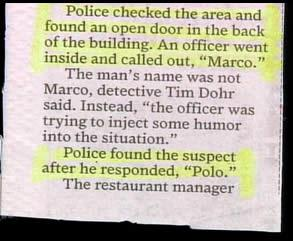 Police checked the area and
found an open door in the back
of the building. An officer went
inside and called out, “Marco.”
The man’s name was not
Marco, detective Tim Dohr
said. Instead, “the officer was
trying to inject some humor
into the situation.”
Police found the suspect
after he responded, “Polo.”
The restaurant manager